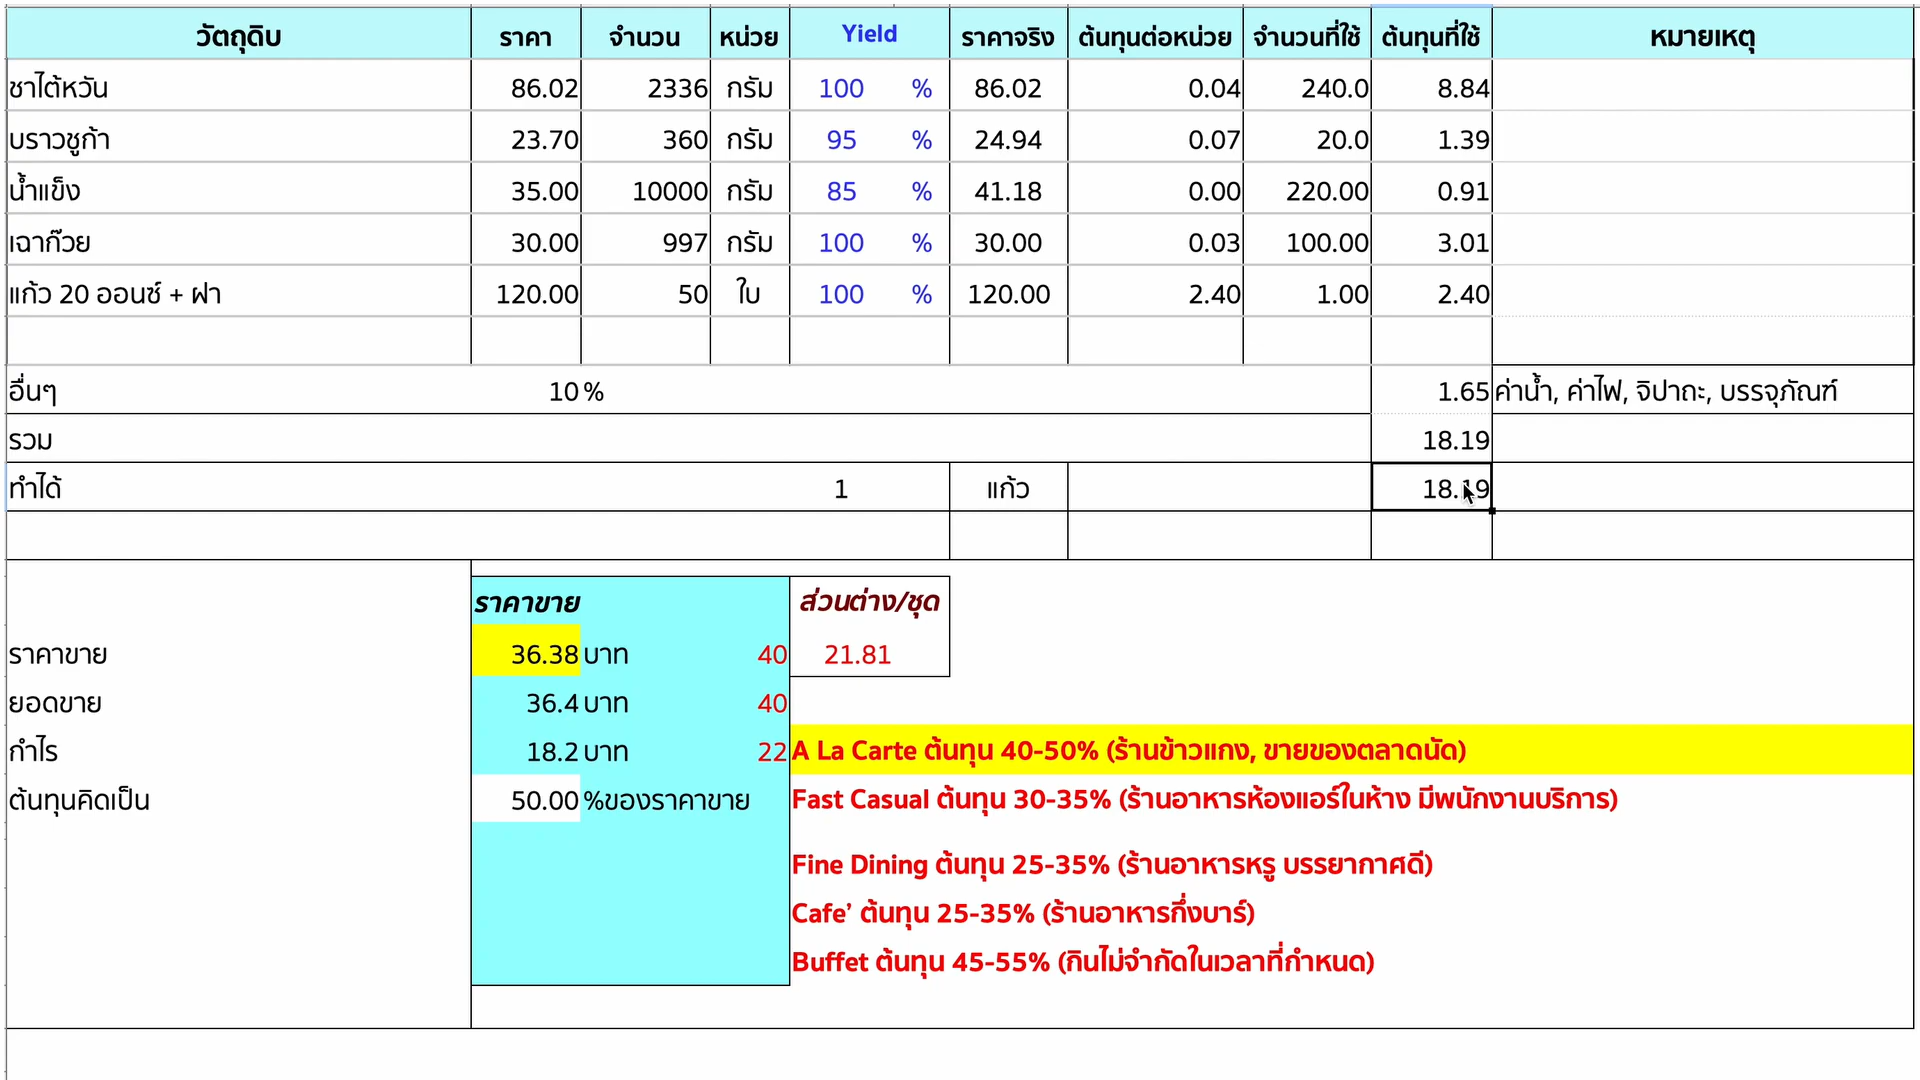 วัตถุดิบ ราคา จำนวน หน่วย Yield ราคาจริง ต้นทุนต่อหน่วย จำนวนที่ใช้ ต้นทุนที่ใช้ หมายเหตุ
ชาไต้หวัน 86.02 2336 กรัม 100 % 86.02 0.04 240.0 8.84
บราวชูก้า 23.70 360 กรัม 95 % 24.94 0.07 20.0 1.39
น้ำแข็ง 35.00 10000 กรัม 85 % 41.18 0.00 220.00 0.91
เฉาก๊วย 30.00 997 กรัม 100 % 30.00 0.03 100.00 3.01
แก้ว 20 ออนซ์ + ฝา 120.00 50 ใบ 100 % 120.00 2.40 1.00 2.40
อื่นๆ 10 % 1.65 ค่าน้ำ, ค่าไฟ, จิปาถะ, บรรจุภัณฑ์
รวม 18.19
ทำได้ 1 แก้ว 18.19
ราคาขาย ส่วนต่าง/ชุด
ราคาขาย 36.38 บาท 40 21.81
ยอดขาย 36.4 บาท 40
กำไร 18.2 บาท 22 A La Carte ต้นทุน 40-50% (ร้านข้าวแกง, ขายของตลาดนัด)
ต้นทุนคิดเป็น 50.00 %ของราคาขาย Fast Casual ต้นทุน 30-35% (ร้านอาหารห้องแอร์ในห้าง มีพนักงานบริการ)
Fine Dining ต้นทุน 25-35% (ร้านอาหารหรู บรรยากาศดี)
Cafe’ ต้นทุน 25-35% (ร้านอาหารกึ่งบาร์)
Buffet ต้นทุน 45-55% (กินไม่จำกัดในเวลาที่กำหนด)